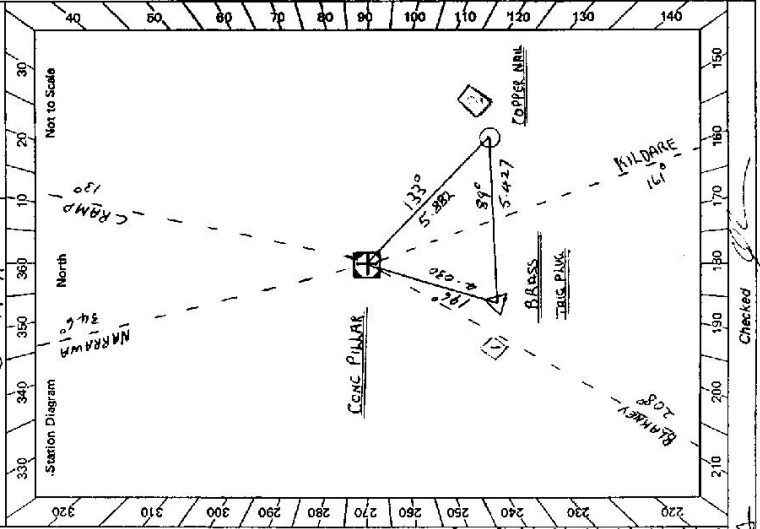 Station Diagram
North
Not to Scale
330 340 350 360 10 20 30
40 50 60 70 80 90 100 110 120 130 140
150 160 170 180 190 200 210
220 230 240 250 260 270 280 290 300 310 320
NARRAWA
346°
CRAMP
13°
CONC PILLAR
133°
5.882
196°
4.030
89°
5.427
COPPER NAIL
BRASS
TRIG PLUG
KILDARE
161°
BLAKNEY
208°
Checked